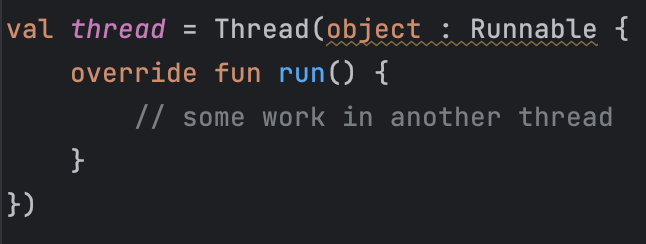 val thread = Thread(object : Runnable {
    override fun run() {
        // some work in another thread
    }
})